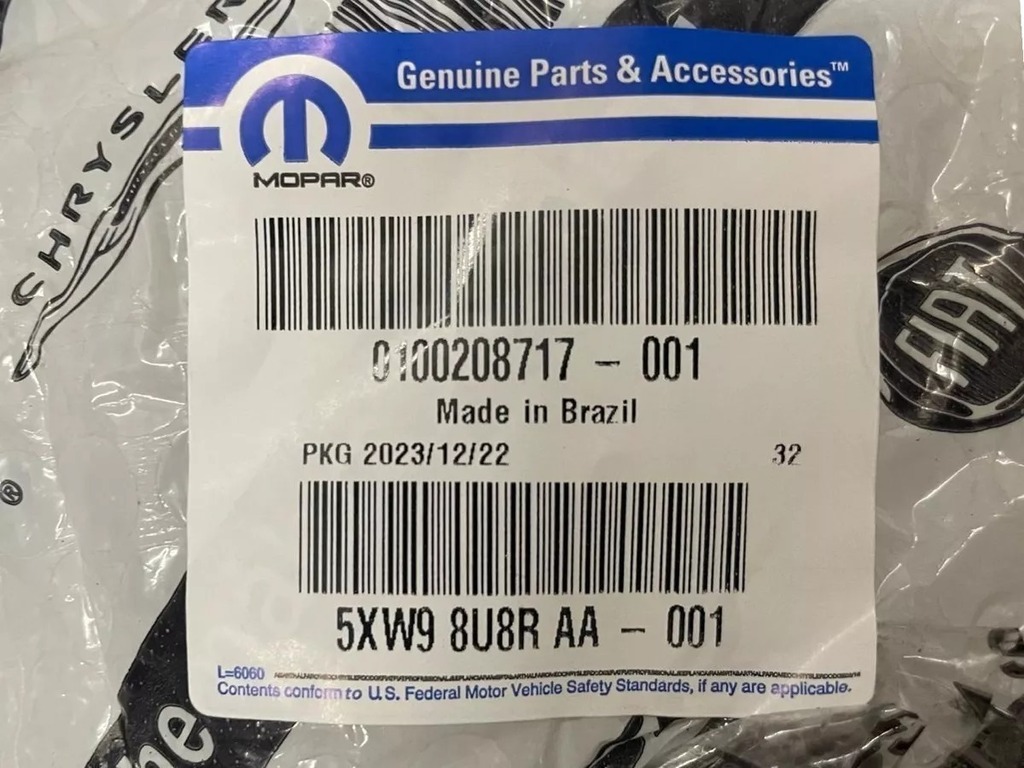 CHRYSLER
Genuine Parts & Accessories™
MOPAR®
0100208717 - 001
Made in Brazil
PKG 2023/12/22 32
5XW9 8U8R AA - 001
L=6060
Contents conform to U.S. Federal Motor Vehicle Safety Standards, if any are applicable.
FIAT
®
he